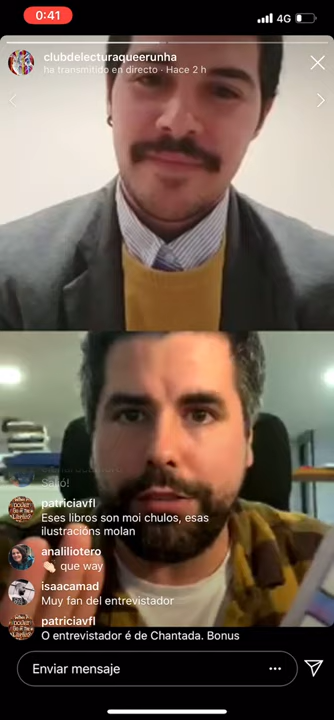 0:41
4G
clubdelecturaqueerunha
ha transmitido en directo · Hace 2 h
Salió!
patriciavfl
Eses libros son moi chulos, esas
ilustracións molan
analiliotero
👏🏻 que way
isaacamad
Muy fan del entrevistador
patriciavfl
O entrevistador é de Chantada. Bonus
Enviar mensaje